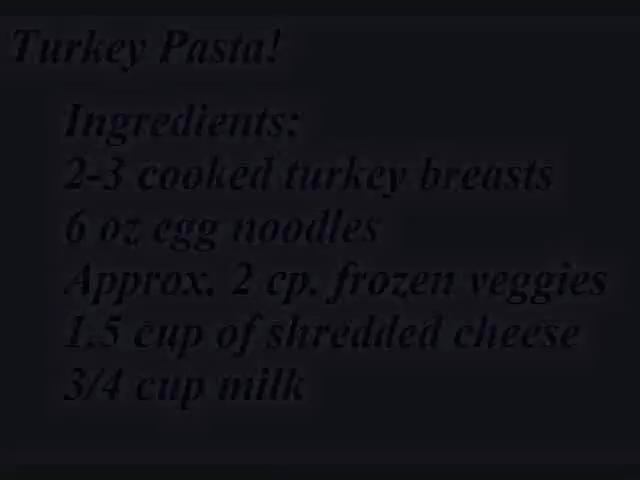 Turkey Pasta!
Ingredients:
2-3 cooked turkey breasts
6 oz egg noodles
Approx. 2 cp. frozen veggies
1.5 cup of shredded cheese
3/4 cup milk